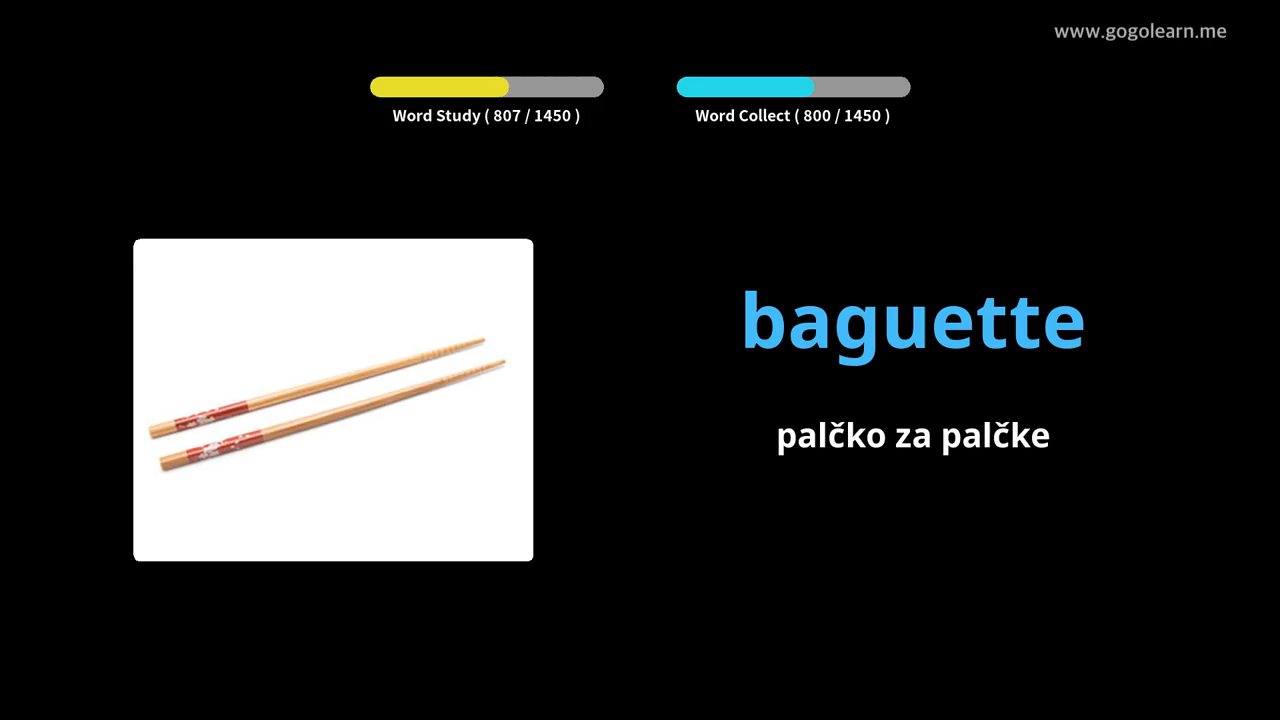 www.gogolearn.me
Word Study ( 807 / 1450 )
Word Collect ( 800 / 1450 )
baguette
palčko za palčke